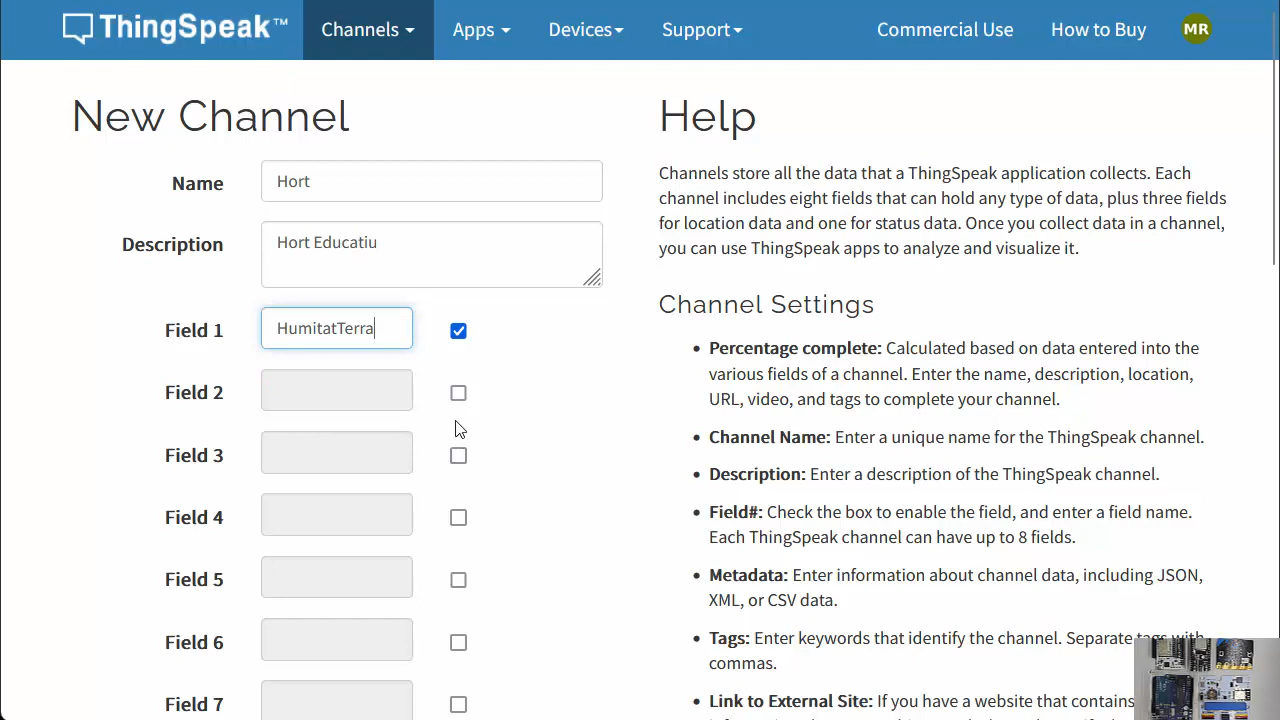 ThingSpeak™
Channels
Apps
Devices
Support
Commercial Use
How to Buy
MR
New Channel
Name
Hort
Description
Hort Educatiu
Field 1
HumitatTerra
Field 2
Field 3
Field 4
Field 5
Field 6
Field 7
Help
Channels store all the data that a ThingSpeak application collects. Each
channel includes eight fields that can hold any type of data, plus three fields
for location data and one for status data. Once you collect data in a channel,
you can use ThingSpeak apps to analyze and visualize it.
Channel Settings
• Percentage complete: Calculated based on data entered into the
various fields of a channel. Enter the name, description, location,
URL, video, and tags to complete your channel.
• Channel Name: Enter a unique name for the ThingSpeak channel.
• Description: Enter a description of the ThingSpeak channel.
• Field#: Check the box to enable the field, and enter a field name.
Each ThingSpeak channel can have up to 8 fields.
• Metadata: Enter information about channel data, including JSON,
XML, or CSV data.
• Tags: Enter keywords that identify the channel. Separate tags with
commas.
• Link to External Site: If you have a website that contains